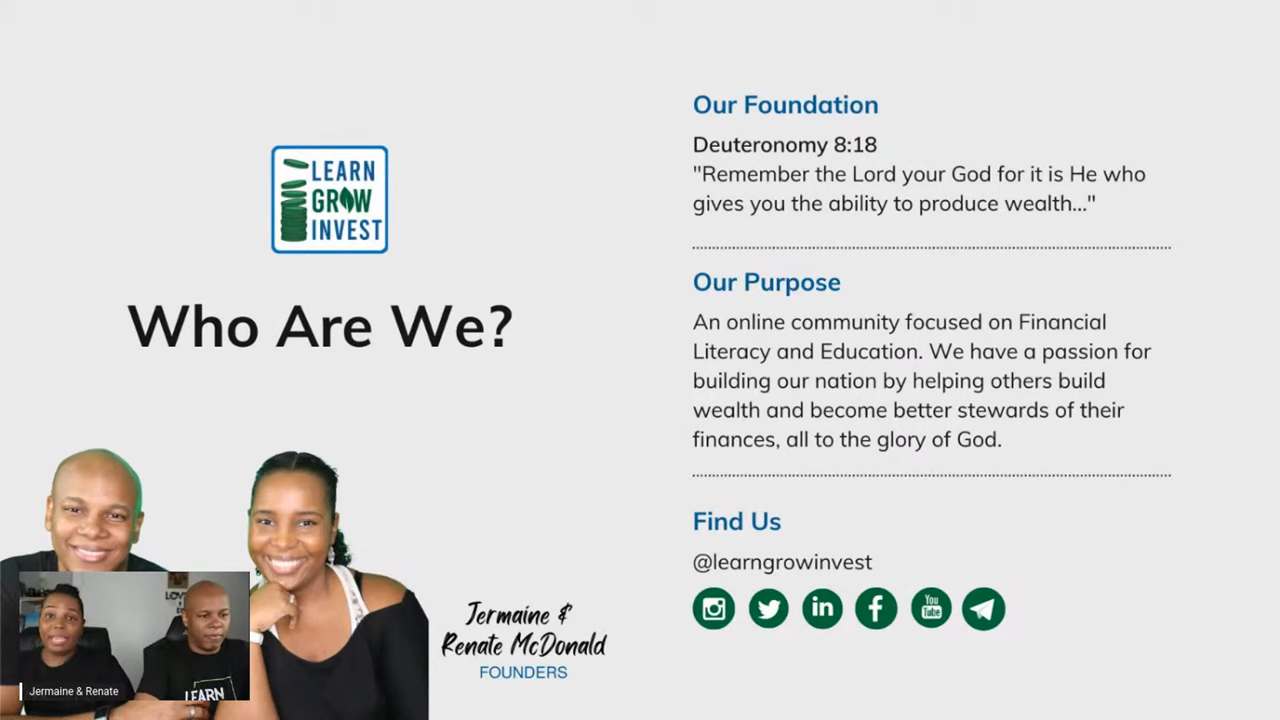 LEARN
GROW
INVEST
Who Are We?
Jermaine &
Renate McDonald
FOUNDERS
Our Foundation
Deuteronomy 8:18
"Remember the Lord your God for it is He who
gives you the ability to produce wealth..."
Our Purpose
An online community focused on Financial
Literacy and Education. We have a passion for
building our nation by helping others build
wealth and become better stewards of their
finances, all to the glory of God.
Find Us
@learngrowinvest
You
Tube
Jermaine & Renate
LEARN